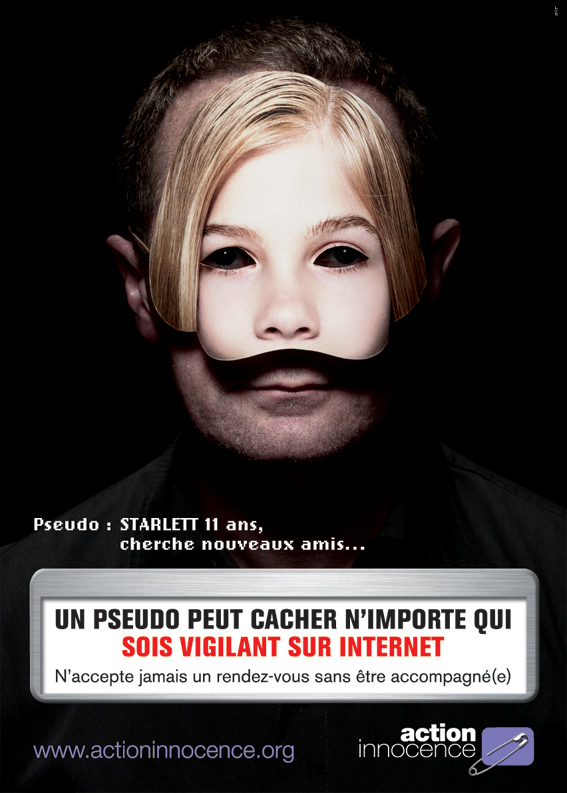 Pseudo : STARLETT 11 ans,
cherche nouveaux amis...
UN PSEUDO PEUT CACHER N'IMPORTE QUI
SOIS VIGILANT SUR INTERNET
N'accepte jamais un rendez-vous sans être accompagné(e)
www.actioninnocence.org
action
innocence